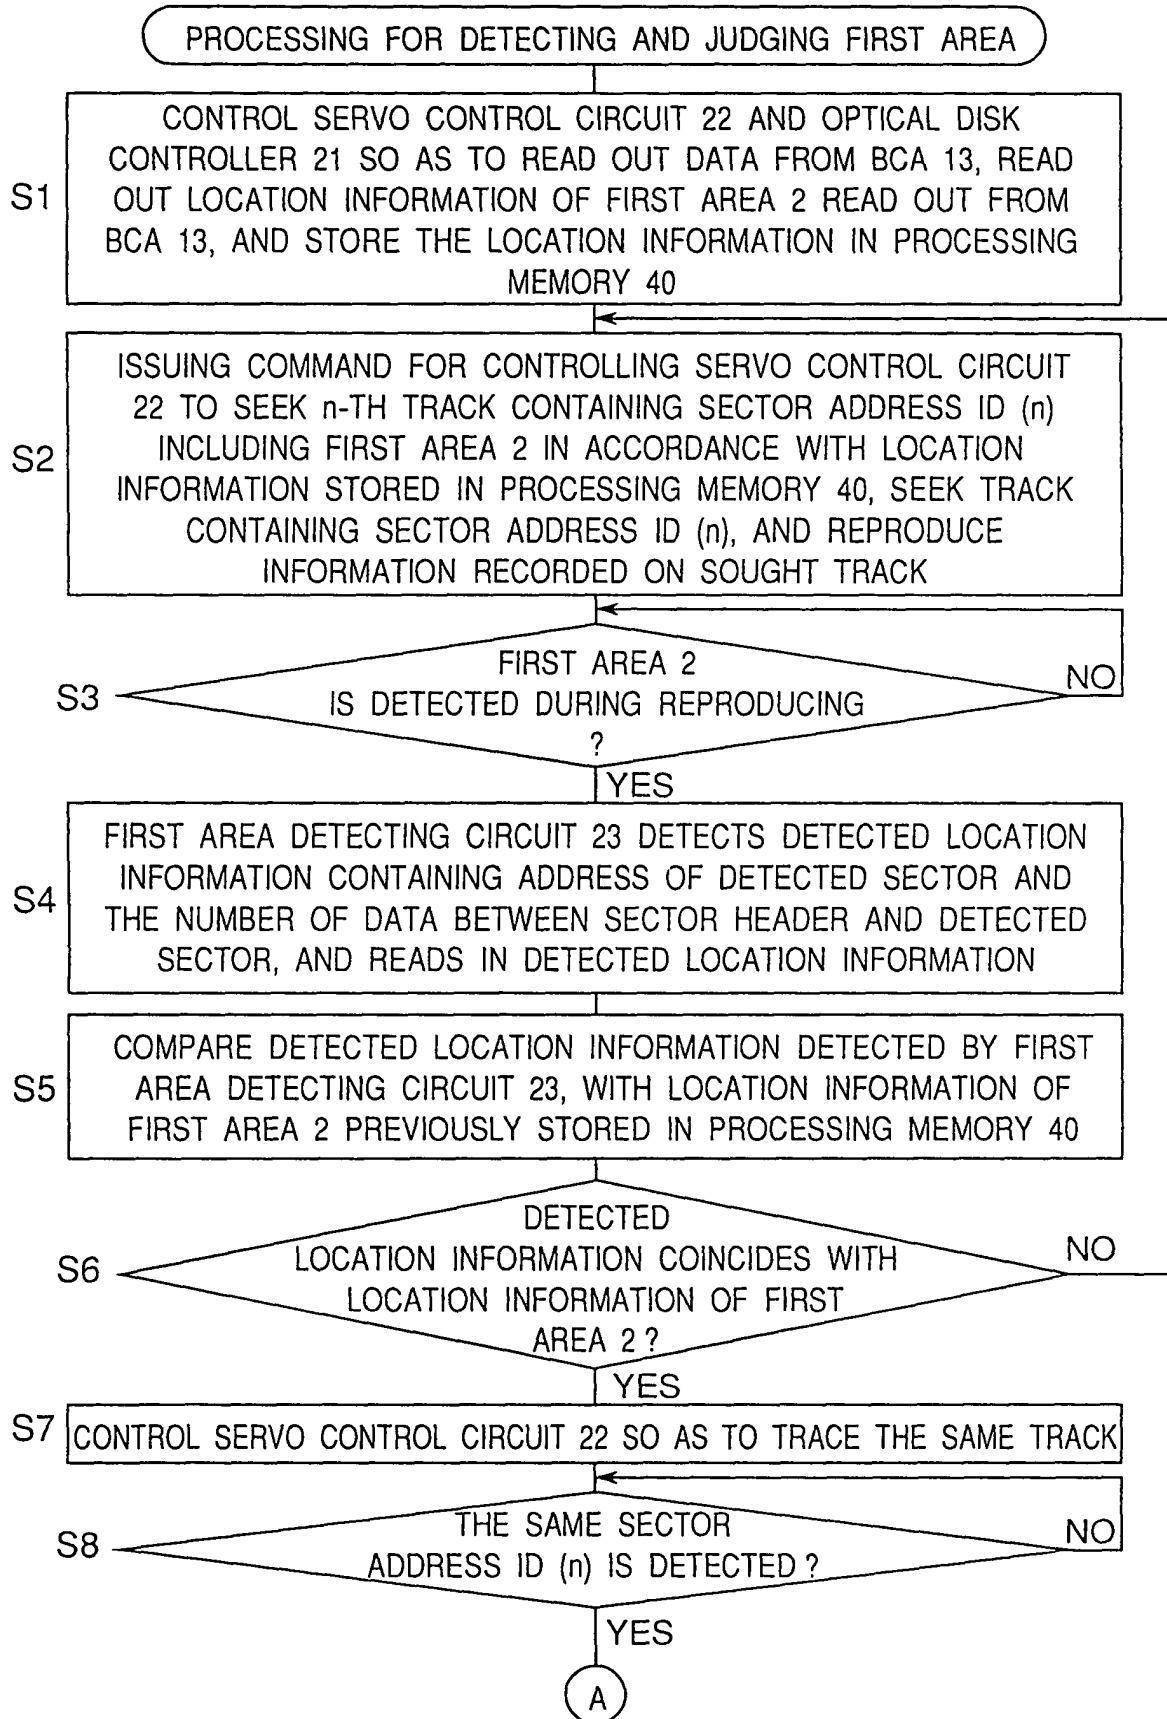 PROCESSING FOR DETECTING AND JUDGING FIRST AREA
S1
CONTROL SERVO CONTROL CIRCUIT 22 AND OPTICAL DISK
CONTROLLER 21 SO AS TO READ OUT DATA FROM BCA 13, READ
OUT LOCATION INFORMATION OF FIRST AREA 2 READ OUT FROM
BCA 13, AND STORE THE LOCATION INFORMATION IN PROCESSING
MEMORY 40
S2
ISSUING COMMAND FOR CONTROLLING SERVO CONTROL CIRCUIT
22 TO SEEK n-TH TRACK CONTAINING SECTOR ADDRESS ID (n)
INCLUDING FIRST AREA 2 IN ACCORDANCE WITH LOCATION
INFORMATION STORED IN PROCESSING MEMORY 40, SEEK TRACK
CONTAINING SECTOR ADDRESS ID (n), AND REPRODUCE
INFORMATION RECORDED ON SOUGHT TRACK
S3
FIRST AREA 2
IS DETECTED DURING REPRODUCING
?
NO
YES
S4
FIRST AREA DETECTING CIRCUIT 23 DETECTS DETECTED LOCATION
INFORMATION CONTAINING ADDRESS OF DETECTED SECTOR AND
THE NUMBER OF DATA BETWEEN SECTOR HEADER AND DETECTED
SECTOR, AND READS IN DETECTED LOCATION INFORMATION
S5
COMPARE DETECTED LOCATION INFORMATION DETECTED BY FIRST
AREA DETECTING CIRCUIT 23, WITH LOCATION INFORMATION OF
FIRST AREA 2 PREVIOUSLY STORED IN PROCESSING MEMORY 40
S6
DETECTED
LOCATION INFORMATION COINCIDES WITH
LOCATION INFORMATION OF FIRST
AREA 2 ?
NO
YES
S7
CONTROL SERVO CONTROL CIRCUIT 22 SO AS TO TRACE THE SAME TRACK
S8
THE SAME SECTOR
ADDRESS ID (n) IS DETECTED ?
NO
YES
A